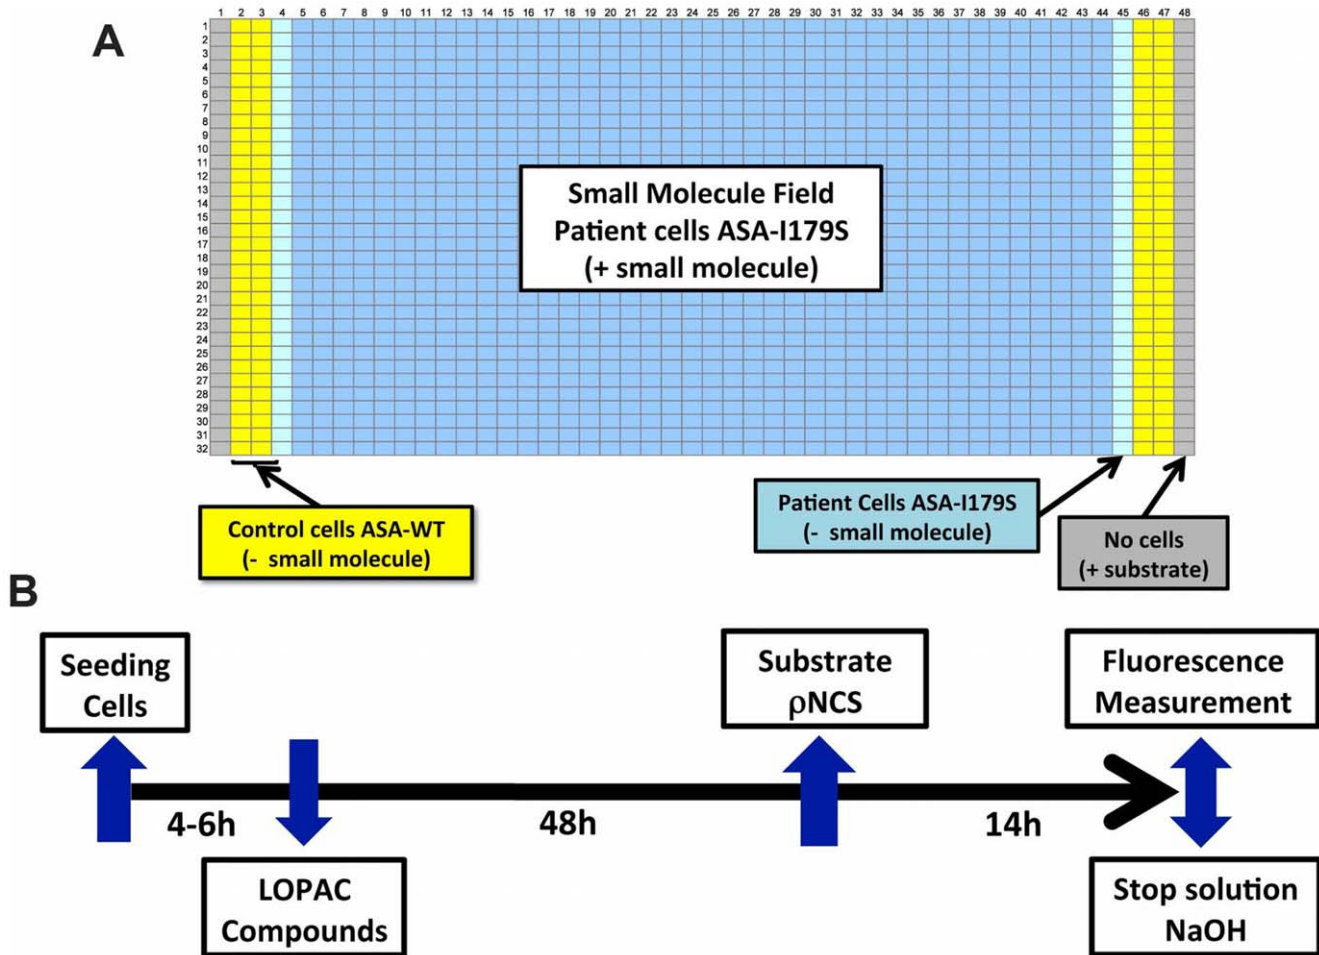 1 2 3 4 5 6 7 8 9 10 11 12 13 14 15 16 17 18 19 20 21 22 23 24 25 26 27 28 29 30 31 32 33 34 35 36 37 38 39 40 41 42 43 44 45 46 47 48
A
1
2
3
4
5
6
7
8
9
10
11
12
13
14
15
16
17
18
19
20
21
22
23
24
25
26
27
28
29
30
31
32
Small Molecule Field
Patient cells ASA-I179S
(+ small molecule)
Control cells ASA-WT
(- small molecule)
Patient Cells ASA-I179S
(- small molecule)
No cells
(+ substrate)
B
Seeding
Cells
Substrate
ρNCS
Fluorescence
Measurement
4-6h
48h
14h
LOPAC
Compounds
Stop solution
NaOH